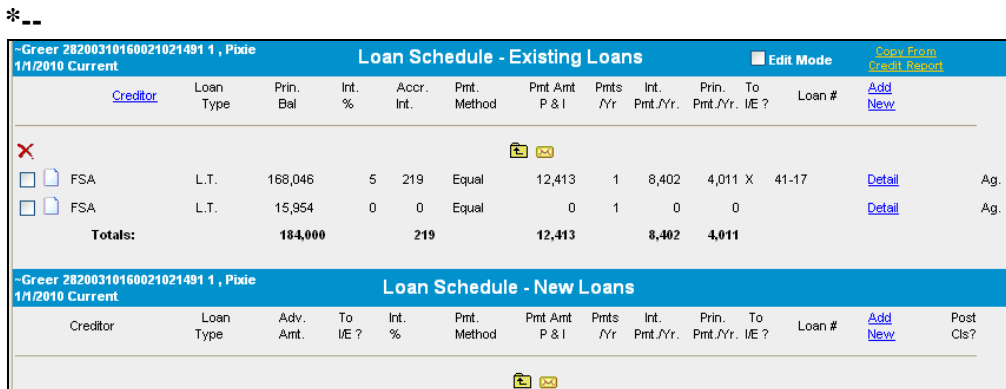 *--
~Greer 28200310160021021491 1 , Pixie
1/1/2010 Current
Loan Schedule - Existing Loans
Edit Mode
Copy From
Credit Report
Creditor Loan Type Prin. Bal Int. % Accr. Int. Pmt. Method Pmt Amt P & I Pmts /Yr Int. Pmt./Yr. Prin. Pmt./Yr. To I/E ? Loan # Add New
FSA L.T. 168,046 5 219 Equal 12,413 1 8,402 4,011 X 41-17 Detail Ag.
FSA L.T. 15,954 0 0 Equal 0 1 0 0 Detail Ag.
Totals: 184,000 219 12,413 8,402 4,011
~Greer 28200310160021021491 1 , Pixie
1/1/2010 Current
Loan Schedule - New Loans
Creditor Loan Type Adv. Amt. To I/E ? Int. % Pmt. Method Pmt Amt P & I Pmts /Yr Int. Pmt./Yr. Prin. Pmt./Yr. To I/E ? Loan # Add New Post Cls?